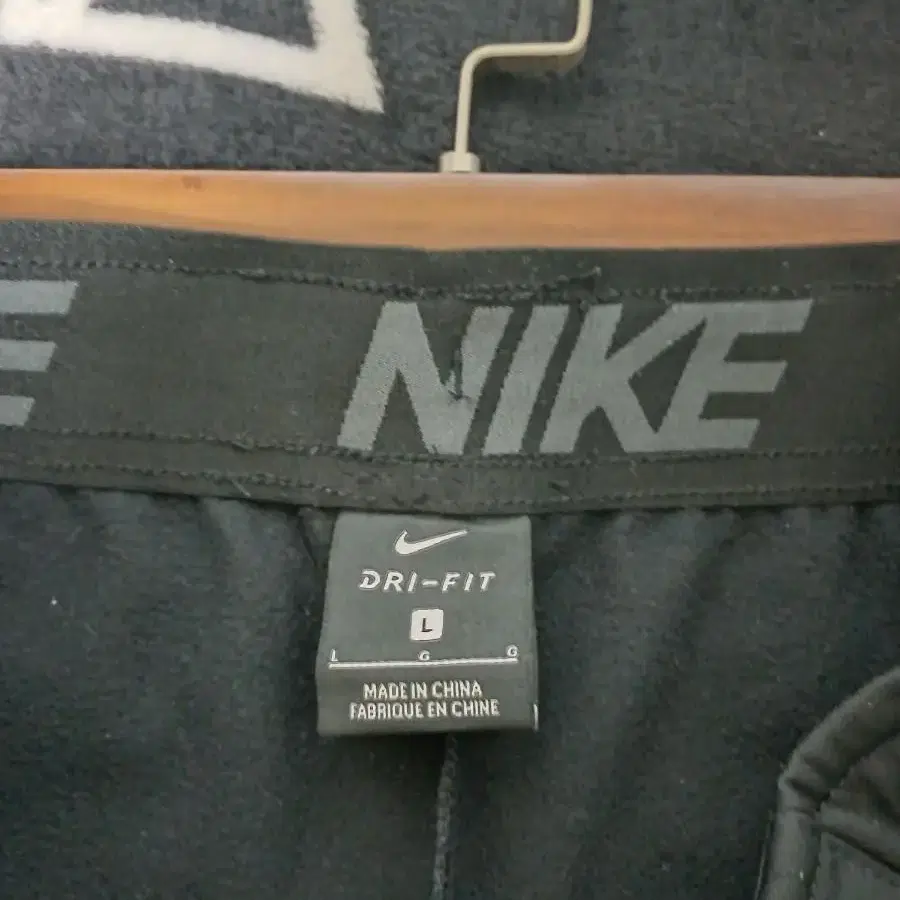 NIKE
DRI-FIT
L
L G G
MADE IN CHINA
FABRIQUE EN CHINE